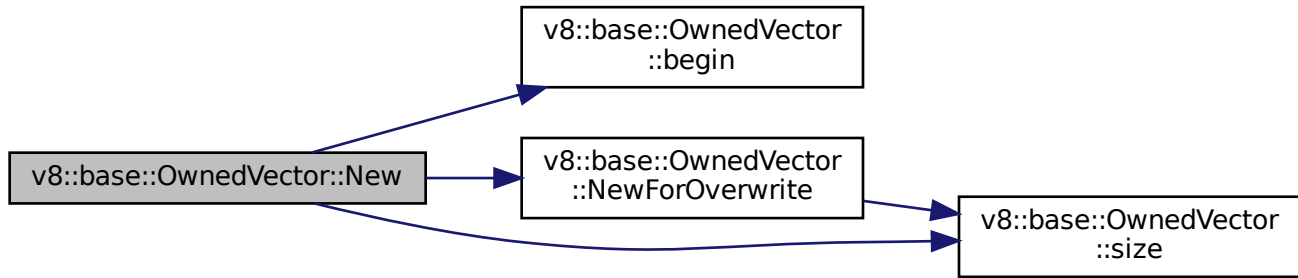 v8::base::OwnedVector
::begin
v8::base::OwnedVector::New
v8::base::OwnedVector
::NewForOverwrite
v8::base::OwnedVector
::size